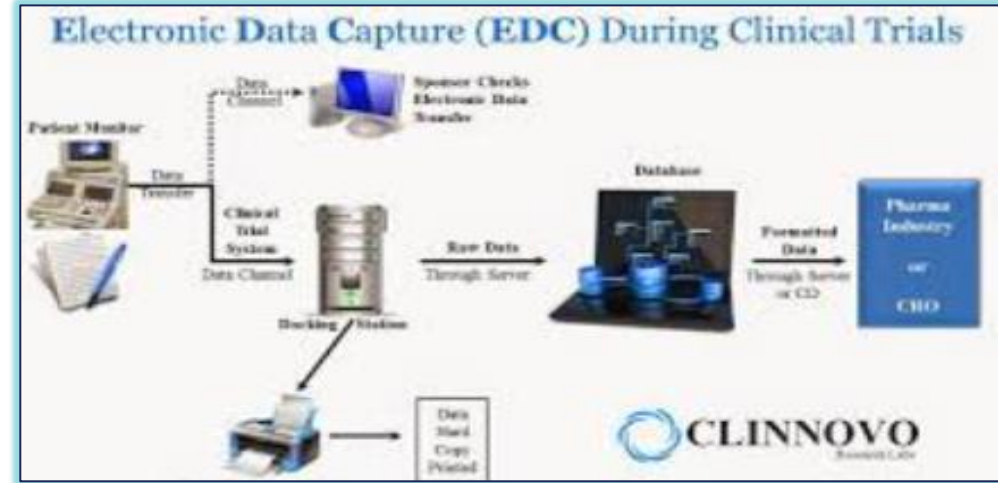 Electronic Data Capture (EDC) During Clinical Trials
Data
Channel
Sponsor Checks
Electronic Data
Transfer
Patient Monitor
Data
Transfer
Clinical
Trial
System
Data Channel
Docking Station
Raw Data
Through Server
Database
Formatted
Data
Through Server
or CD
Pharma
Industry
or
CRO
Data
Hard
Copy
Printed
CLINNOVO
Research Labs